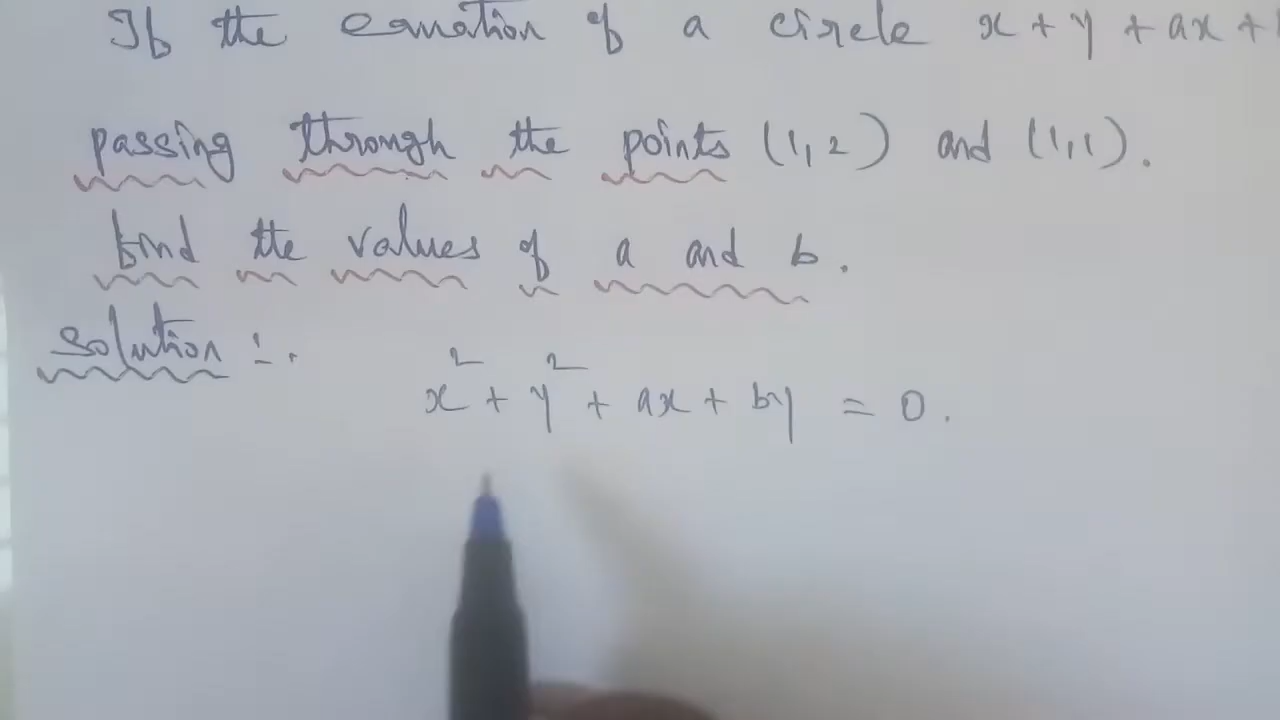 If the equation of a circle x + y + ax +
passing through the points (1,2) and (1,1).
find the values of a and b.
Solution :-
x² + y² + ax + by = 0.